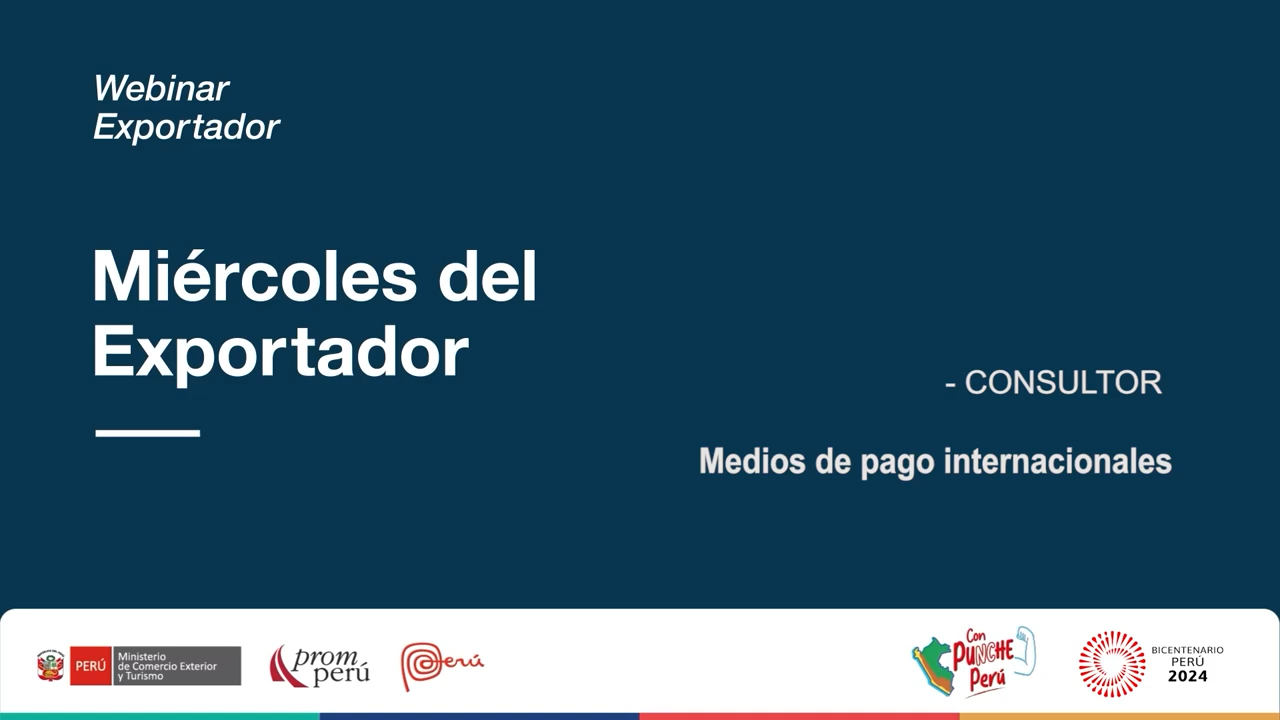 Webinar
Exportador
Miércoles del
Exportador
- CONSULTOR
Medios de pago internacionales
PERÚ
Ministerio
de Comercio Exterior
y Turismo
prom
perú
Perú
Con
PUNCHE
Perú
BICENTENARIO
PERÚ
2024